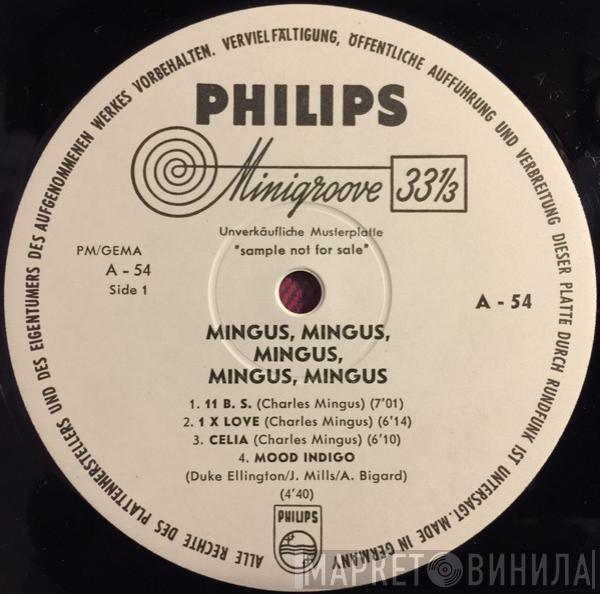 ALLE RECHTE DES PLATTENHERSTELLERS UND DES EIGENTUMERS DES AUFGENOMMENEN WERKES VORBEHALTEN. VERVIELFÄLTIGUNG, ÖFFENTLICHE AUFFÜHRUNG UND VERBREITUNG DIESER PLATTE DURCH RUNDFUNK IST UNTERSAGT. MADE IN GERMANY
PHILIPS
Minigroove 33 1/3
Unverkäufliche Musterplatte
"sample not for sale"
PM/GEMA
A - 54
Side 1
A - 54
MINGUS, MINGUS,
MINGUS,
MINGUS, MINGUS
1. 11 B. S. (Charles Mingus) (7'01)
2. 1 X LOVE (Charles Mingus) (6'14)
3. CELIA (Charles Mingus) (6'10)
4. MOOD INDIGO
(Duke Ellington/J. Mills/A. Bigard)
(4'40)
PHILIPS
МАРКЕТ ВИНИЛА